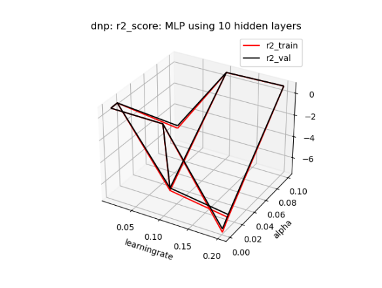 dnp: r2_score: MLP using 10 hidden layers
r2_train
r2_val
0
−2
−4
−6
0.10
0.08
0.06
0.04
0.02
0.00
alpha
0.05
0.10
0.15
0.20
learningrate